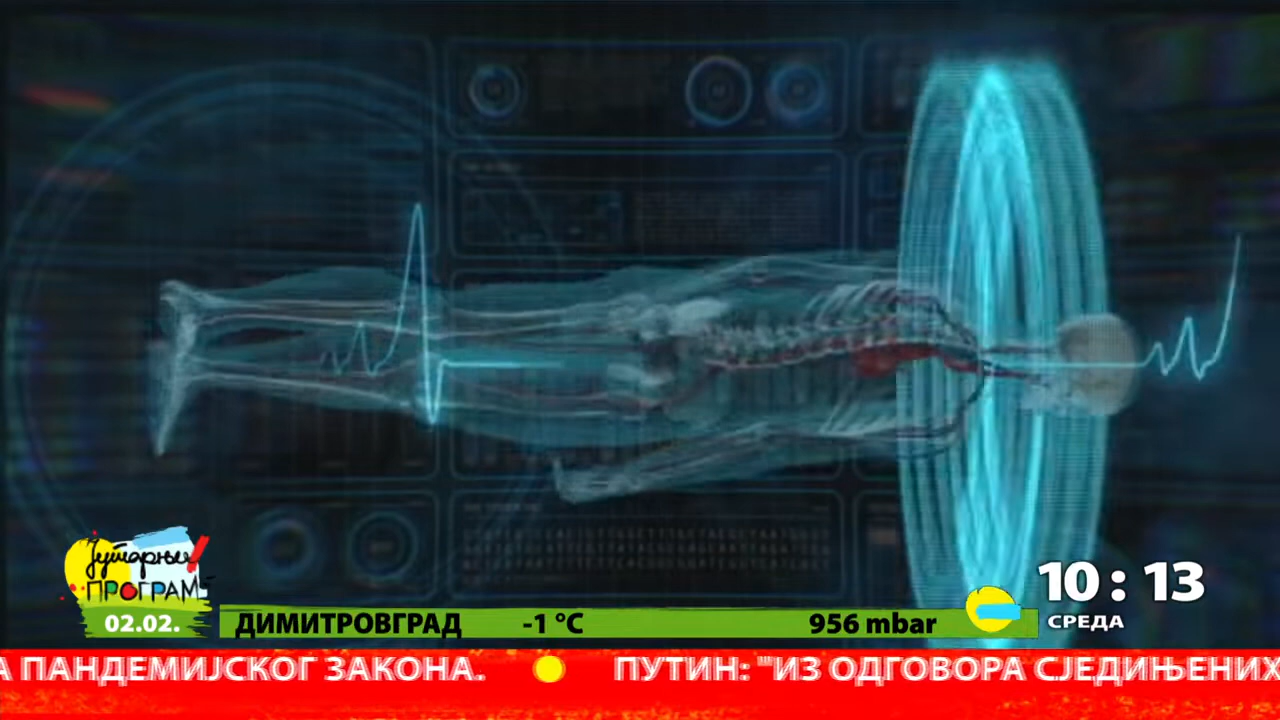 Јутарњи
ПРОГРАМ
02.02.
ДИМИТРОВГРАД -1 °C 956 mbar
10 : 13
СРЕДА
А ПАНДЕМИЈСКОГ ЗАКОНА. ПУТИН: "ИЗ ОДГОВОРА СЈЕДИЊЕНИХ